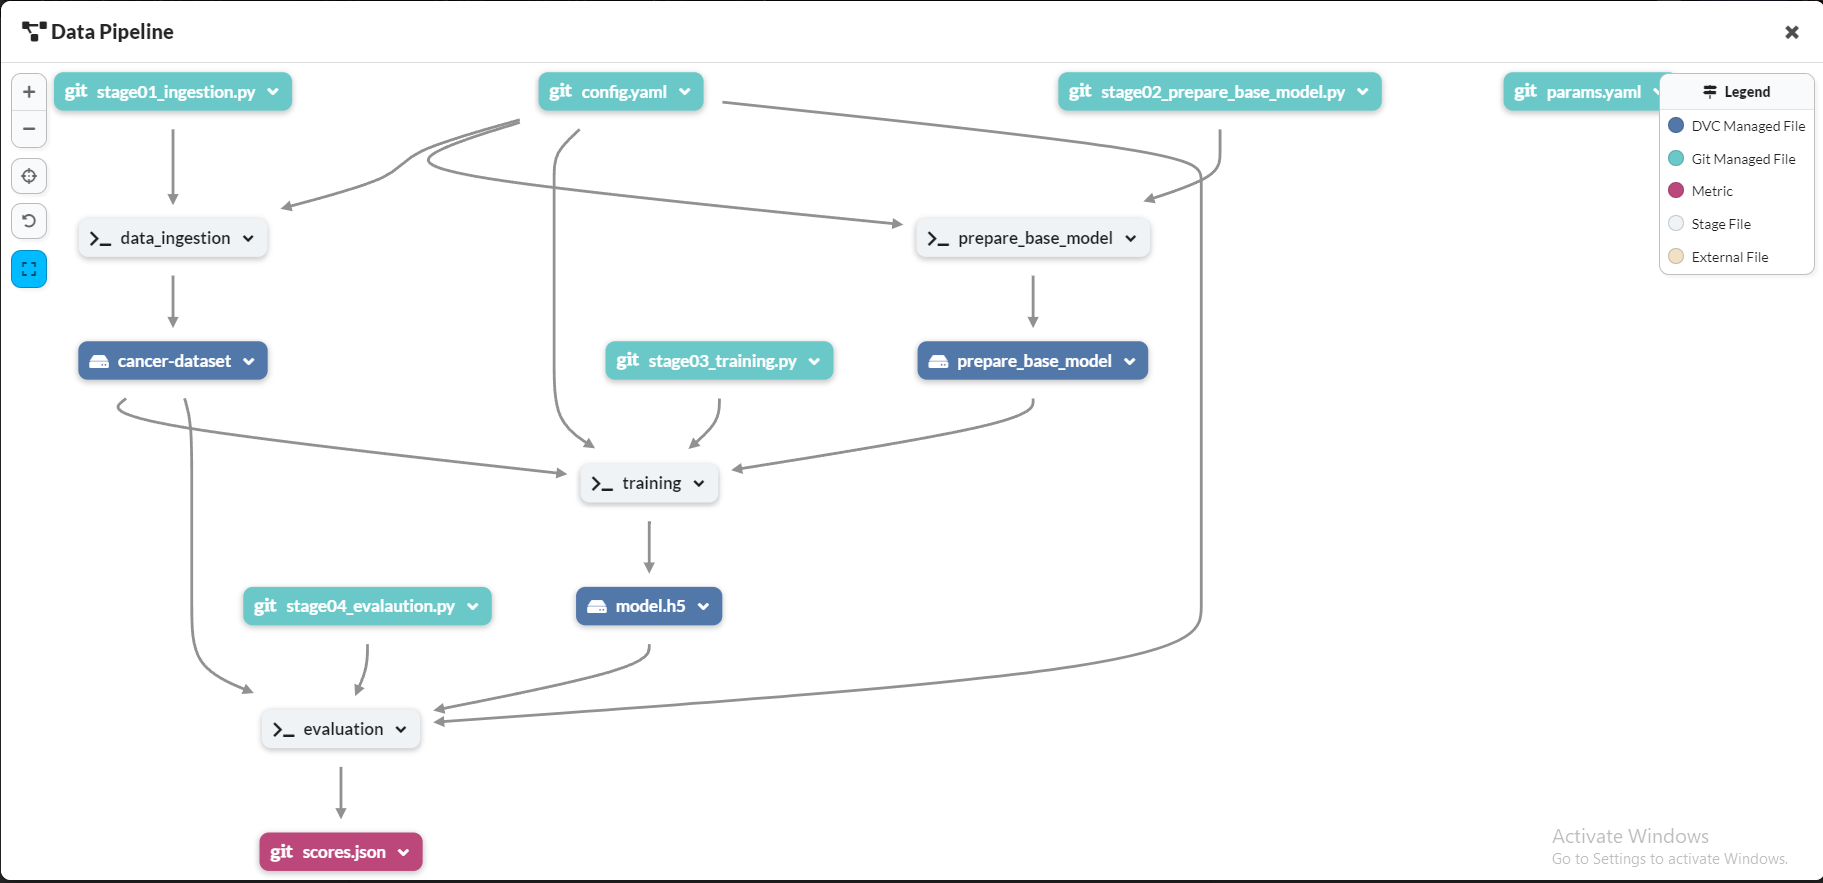 Data Pipeline
git stage01_ingestion.py
git config.yaml
git stage02_prepare_base_model.py
git params.yaml
Legend
DVC Managed File
Git Managed File
Metric
Stage File
External File
>_ data_ingestion
>_ prepare_base_model
cancer-dataset
git stage03_training.py
prepare_base_model
>_ training
git stage04_evalaution.py
model.h5
>_ evaluation
git scores.json
Activate Windows
Go to Settings to activate Windows.